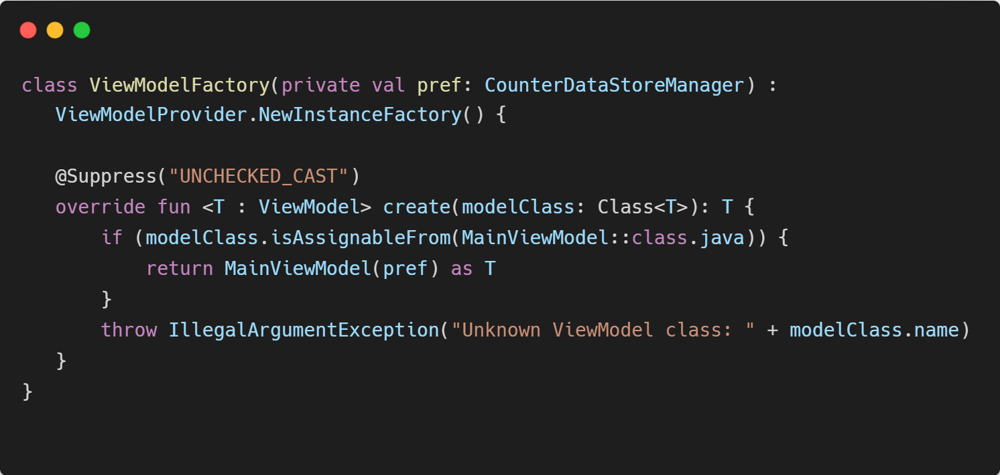 class ViewModelFactory(private val pref: CounterDataStoreManager) :
   ViewModelProvider.NewInstanceFactory() {

   @Suppress("UNCHECKED_CAST")
   override fun <T : ViewModel> create(modelClass: Class<T>): T {
       if (modelClass.isAssignableFrom(MainViewModel::class.java)) {
           return MainViewModel(pref) as T
       }
       throw IllegalArgumentException("Unknown ViewModel class: " + modelClass.name)
   }
}